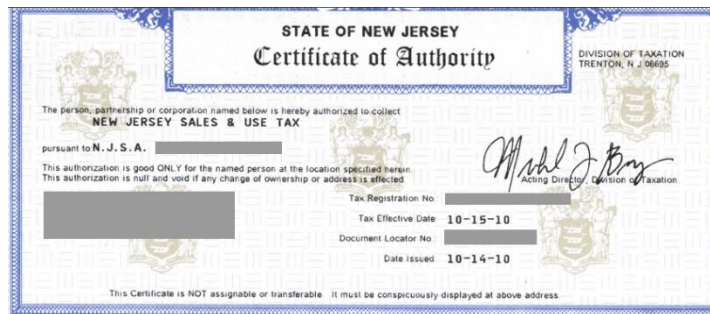 STATE OF NEW JERSEY
Certificate of Authority
DIVISION OF TAXATION
TRENTON, N J 08695
The person, partnership or corporation named below is hereby authorized to collect
NEW JERSEY SALES & USE TAX
pursuant to N.J.S.A.
This authorization is good ONLY for the named person at the location specified herein.
This authorization is null and void if any change of ownership or address is effected.
Acting Director, Division of Taxation
Tax Registration No.
Tax Effective Date 10-15-10
Document Locator No.
Date Issued 10-14-10
This Certificate is NOT assignable or transferable. It must be conspicuously displayed at above address.